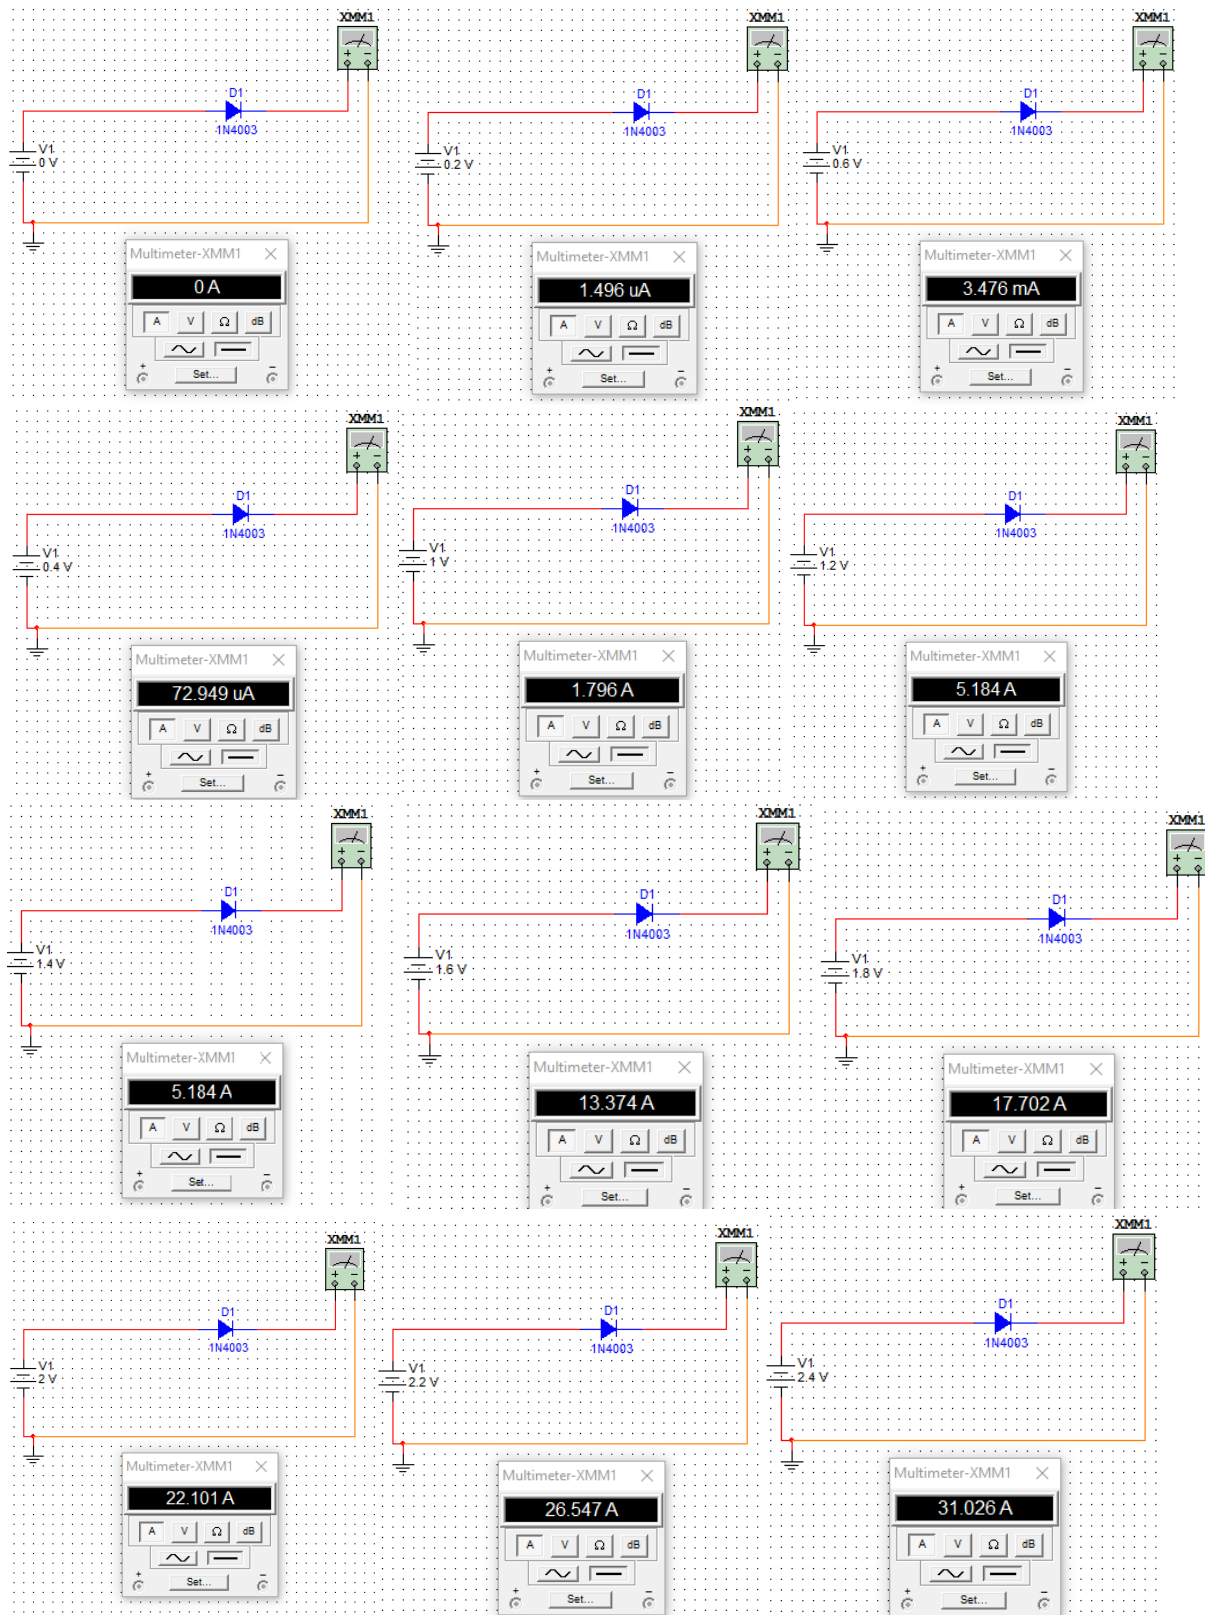 XMM1
D1
1N4003
V1
0 V
Multimeter-XMM1
0 A
A V Ω dB
+ Set... −
XMM1
D1
1N4003
V1
0.2 V
Multimeter-XMM1
1.496 uA
A V Ω dB
+ Set... −
XMM1
D1
1N4003
V1
0.6 V
Multimeter-XMM1
3.476 mA
A V Ω dB
+ Set... −
XMM1
D1
1N4003
V1
0.4 V
Multimeter-XMM1
72.949 uA
A V Ω dB
+ Set... −
XMM1
D1
1N4003
V1
1 V
Multimeter-XMM1
1.796 A
A V Ω dB
+ Set... −
XMM1
D1
1N4003
V1
1.2 V
Multimeter-XMM1
5.184 A
A V Ω dB
+ Set... −
XMM1
D1
1N4003
V1
1.4 V
Multimeter-XMM1
5.184 A
A V Ω dB
+ Set... −
XMM1
D1
1N4003
V1
1.6 V
Multimeter-XMM1
13.374 A
A V Ω dB
+ Set... −
XMM1
D1
1N4003
V1
1.8 V
Multimeter-XMM1
17.702 A
A V Ω dB
+ Set... −
XMM1
D1
1N4003
V1
2 V
Multimeter-XMM1
22.101 A
A V Ω dB
+ Set... −
XMM1
D1
1N4003
V1
2.2 V
Multimeter-XMM1
26.547 A
A V Ω dB
+ Set... −
XMM1
D1
1N4003
V1
2.4 V
Multimeter-XMM1
31.026 A
A V Ω dB
+ Set... −